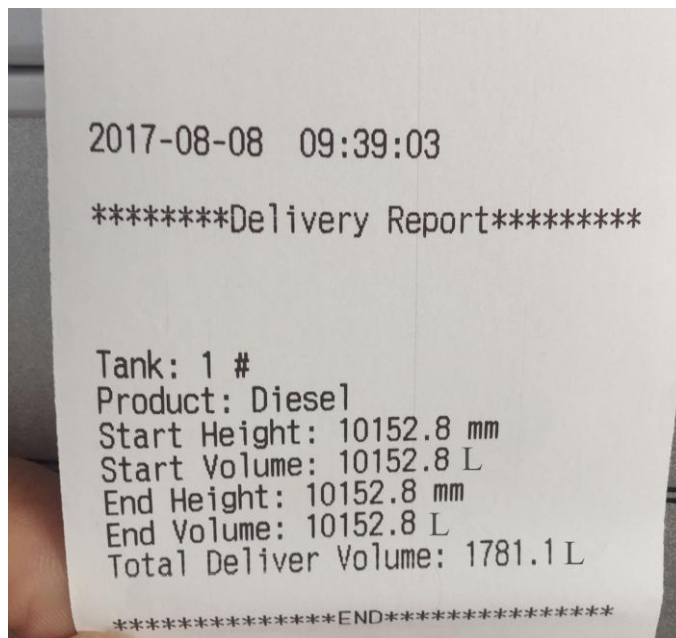 2017-08-08 09:39:03
********Delivery Report*********
Tank: 1 #
Product: Diesel
Start Height: 10152.8 mm
Start Volume: 10152.8 L
End Height: 10152.8 mm
End Volume: 10152.8 L
Total Deliver Volume: 1781.1 L
**************END***************